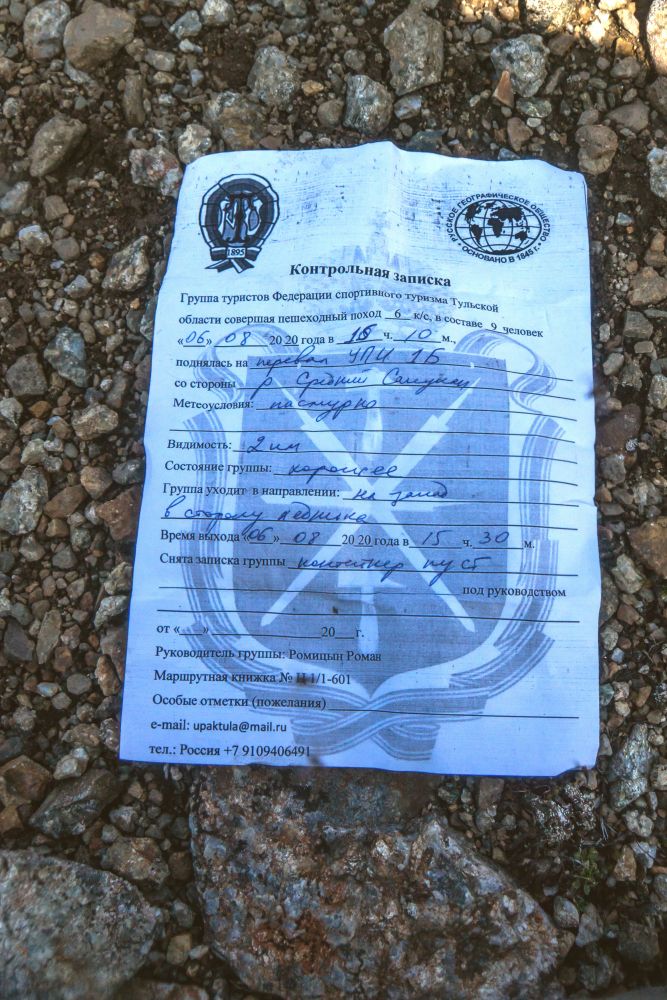 1895
РУССКОЕ ГЕОГРАФИЧЕСКОЕ ОБЩЕСТВО
• ОСНОВАНО В 1845 г. •
Контрольная записка
Группа туристов Федерации спортивного туризма Тульской
области совершая пешеходный поход 6 к/с, в составе 9 человек
«06» 08 2020 года в 15 ч. 10 м.,
поднялась на перевал УПИ 1Б
со стороны р. Средний
Метеоусловия: пасмурно
Видимость: 2 км
Состояние группы: хорошее
Группа уходит в направлении: на запад
в сторону ледника
Время выхода «06» 08 2020 года в 15 ч. 30 м.
Снята записка группы контейнер пуст
под руководством
от «___» 20__г.
Руководитель группы: Ромицын Роман
Маршрутная книжка № Ц 1/1-601
Особые отметки (пожелания)
e-mail: upaktula@mail.ru
тел.: Россия +7 9109406491